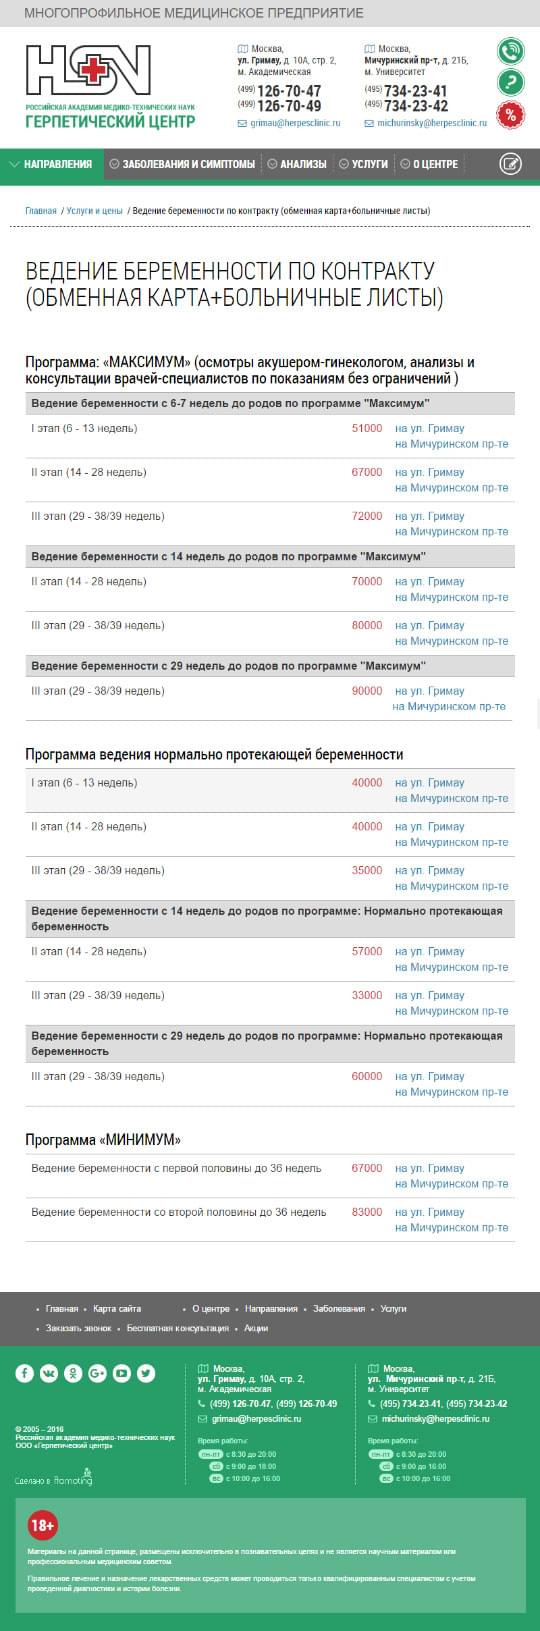 МНОГОПРОФИЛЬНОЕ МЕДИЦИНСКОЕ ПРЕДПРИЯТИЕ
HSV
РОССИЙСКАЯ АКАДЕМИЯ МЕДИКО-ТЕХНИЧЕСКИХ НАУК
ГЕРПЕТИЧЕСКИЙ ЦЕНТР
Москва,
ул. Гримау, д. 10А, стр. 2,
м. Академическая
(499) 126-70-47
(499) 126-70-49
grimau@herpesclinic.ru
Москва,
Мичуринский пр-т, д. 21Б,
м. Университет
(495) 734-23-41
(495) 734-23-42
michurinsky@herpesclinic.ru
?
%
НАПРАВЛЕНИЯ ЗАБОЛЕВАНИЯ И СИМПТОМЫ АНАЛИЗЫ УСЛУГИ О ЦЕНТРЕ
Главная / Услуги и цены / Ведение беременности по контракту (обменная карта+больничные листы)
ВЕДЕНИЕ БЕРЕМЕННОСТИ ПО КОНТРАКТУ
(ОБМЕННАЯ КАРТА+БОЛЬНИЧНЫЕ ЛИСТЫ)
Программа: «МАКСИМУМ» (осмотры акушером-гинекологом, анализы и
консультации врачей-специалистов по показаниям без ограничений )
Ведение беременности с 6-7 недель до родов по программе "Максимум"
I этап (6 - 13 недель) 51000 на ул. Гримау
на Мичуринском пр-те
II этап (14 - 28 недель) 67000 на ул. Гримау
на Мичуринском пр-те
III этап (29 - 38/39 недель) 72000 на ул. Гримау
на Мичуринском пр-те
Ведение беременности с 14 недель до родов по программе "Максимум"
II этап (14 - 28 недель) 70000 на ул. Гримау
на Мичуринском пр-те
III этап (29 - 38/39 недель) 80000 на ул. Гримау
на Мичуринском пр-те
Ведение беременности с 29 недель до родов по программе "Максимум"
III этап (29 - 38/39 недель) 90000 на ул. Гримау
на Мичуринском пр-те
Программа ведения нормально протекающей беременности
I этап (6 - 13 недель) 40000 на ул. Гримау
на Мичуринском пр-те
II этап (14 - 28 недель) 40000 на ул. Гримау
на Мичуринском пр-те
III этап (29 - 38/39 недель) 35000 на ул. Гримау
на Мичуринском пр-те
Ведение беременности с 14 недель до родов по программе: Нормально протекающая
беременность
II этап (14 - 28 недель) 57000 на ул. Гримау
на Мичуринском пр-те
III этап (29 - 38/39 недель) 33000 на ул. Гримау
на Мичуринском пр-те
Ведение беременности с 29 недель до родов по программе: Нормально протекающая
беременность
III этап (29 - 38/39 недель) 60000 на ул. Гримау
на Мичуринском пр-те
Программа «МИНИМУМ»
Ведение беременности с первой половины до 36 недель 67000 на ул. Гримау
на Мичуринском пр-те
Ведение беременности со второй половины до 36 недель 83000 на ул. Гримау
на Мичуринском пр-те
• Главная • Карта сайта • О центре • Направления • Заболевания • Услуги
• Заказать звонок • Бесплатная консультация • Акции
© 2005 – 2016
Российская академия медико-технических наук
ООО «Герпетический центр»
Сделано в Promoting
Москва,
ул. Гримау, д. 10А, стр. 2,
м. Академическая
(499) 126-70-47, (499) 126-70-49
grimau@herpesclinic.ru
Время работы:
пн-пт с 8:30 до 20:00
сб с 9:00 до 18:00
вс с 10:00 до 16:00
Москва,
ул. Мичуринский пр-т, д. 21Б,
м. Университет
(495) 734-23-41, (495) 734-23-42
michurinsky@herpesclinic.ru
Время работы:
пн-пт с 8:30 до 20:00
сб с 9:00 до 16:00
вс с 10:00 до 16:00
18+
Материалы на данной странице, размещены исключительно в познавательных целях и не является научным материалом или
профессиональным медицинским советом.
Правильное лечение и назначение лекарственных средств может проводиться только квалифицированным специалистом с учетом
проведенной диагностики и истории болезни.